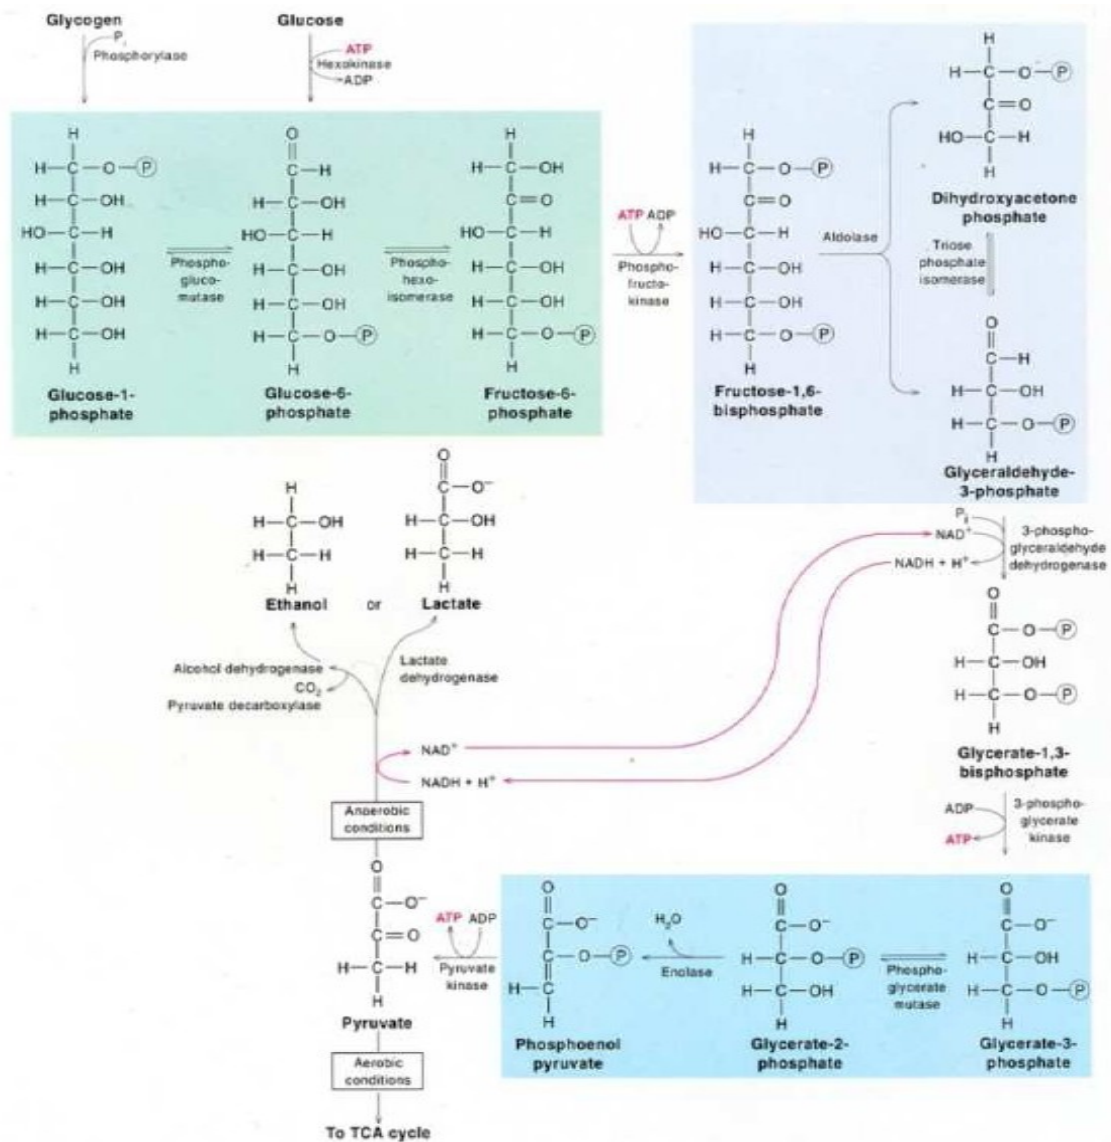 Glycogen
Pi
Phosphorylase
Glucose
ATP
Hexokinase
ADP
H
H—C—O—P
H—C—OH
HO—C—H
H—C—OH
H—C—OH
H—C—OH
H
Glucose-1-
phosphate
Phospho-
gluco-
mutase
O
C—H
H—C—OH
HO—C—H
H—C—OH
H—C—OH
H—C—O—P
H
Glucose-6-
phosphate
Phospho-
hexo-
isomerase
H
H—C—OH
C=O
HO—C—H
H—C—OH
H—C—OH
H—C—O—P
H
Fructose-6-
phosphate
ATP ADP
Phospho-
fructo-
kinase
H
H—C—O—P
C=O
HO—C—H
H—C—OH
H—C—OH
H—C—O—P
H
Fructose-1,6-
bisphosphate
Aldolase
H
H—C—O—P
C=O
HO—C—H
H
Dihydroxyacetone
phosphate
Triose
phosphate
isomerase
O
C—H
H—C—OH
H—C—O—P
H
Glyceraldehyde-
3-phosphate
Pi
NAD⁺
NADH + H⁺
3-phospho-
glyceraldehyde
dehydrogenase
O
C—O—P
H—C—OH
H—C—O—P
H
Glycerate-1,3-
bisphosphate
ADP
ATP
3-phospho-
glycerate
kinase
O
C—O⁻
H—C—OH
H—C—O—P
H
Glycerate-3-
phosphate
Phospho-
glycerate
mutase
O
C—O⁻
H—C—O—P
H—C—OH
H
Glycerate-2-
phosphate
H₂O
Enolase
O
C—O⁻
C—O—P
H—C
H
Phosphoenol
pyruvate
ATP ADP
Pyruvate
kinase
O
C—O⁻
C=O
H—C—H
H
Pyruvate
Aerobic
conditions
To TCA cycle
Anaerobic
conditions
NAD⁺
NADH + H⁺
Alcohol dehydrogenase
CO₂
Pyruvate decarboxylase
Lactate
dehydrogenase
H
H—C—OH
H—C—H
H
Ethanol
or
O
C—O⁻
H—C—OH
H—C—H
H
Lactate